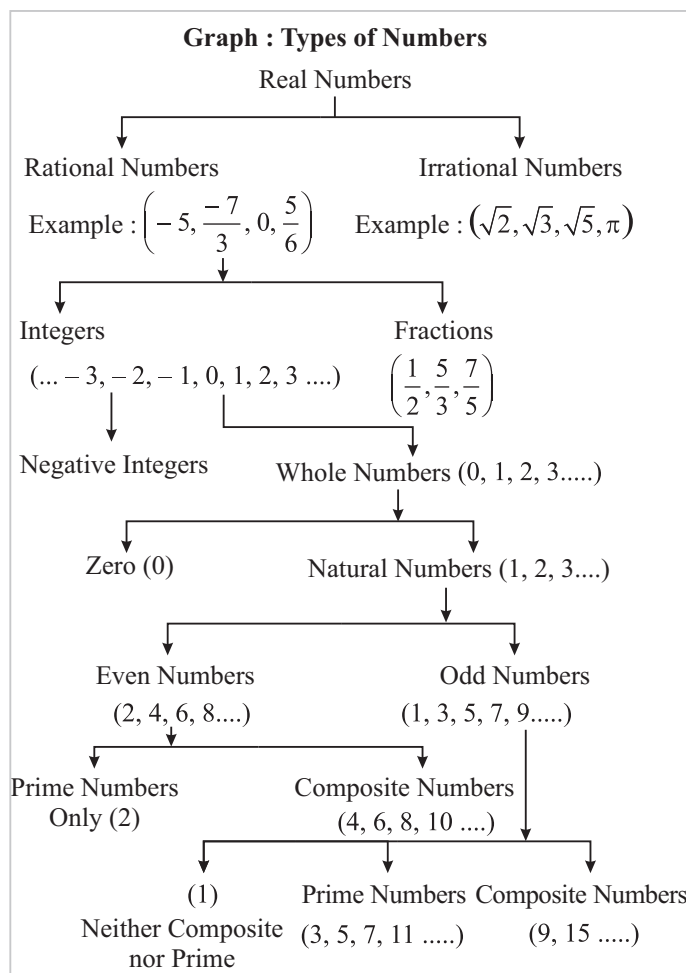 Graph : Types of Numbers
Real Numbers
Rational Numbers Irrational Numbers
Example : (– 5, –7/3, 0, 5/6) Example : (√2, √3, √5, π)
Integers Fractions
(... – 3, – 2, – 1, 0, 1, 2, 3 ....) (1/2, 5/3, 7/5)
Negative Integers Whole Numbers (0, 1, 2, 3.....)
Zero (0) Natural Numbers (1, 2, 3....)
Even Numbers Odd Numbers
(2, 4, 6, 8....) (1, 3, 5, 7, 9.....)
Prime Numbers Composite Numbers
Only (2) (4, 6, 8, 10 ....)
(1) Prime Numbers Composite Numbers
Neither Composite (3, 5, 7, 11 .....) (9, 15 .....)
nor Prime